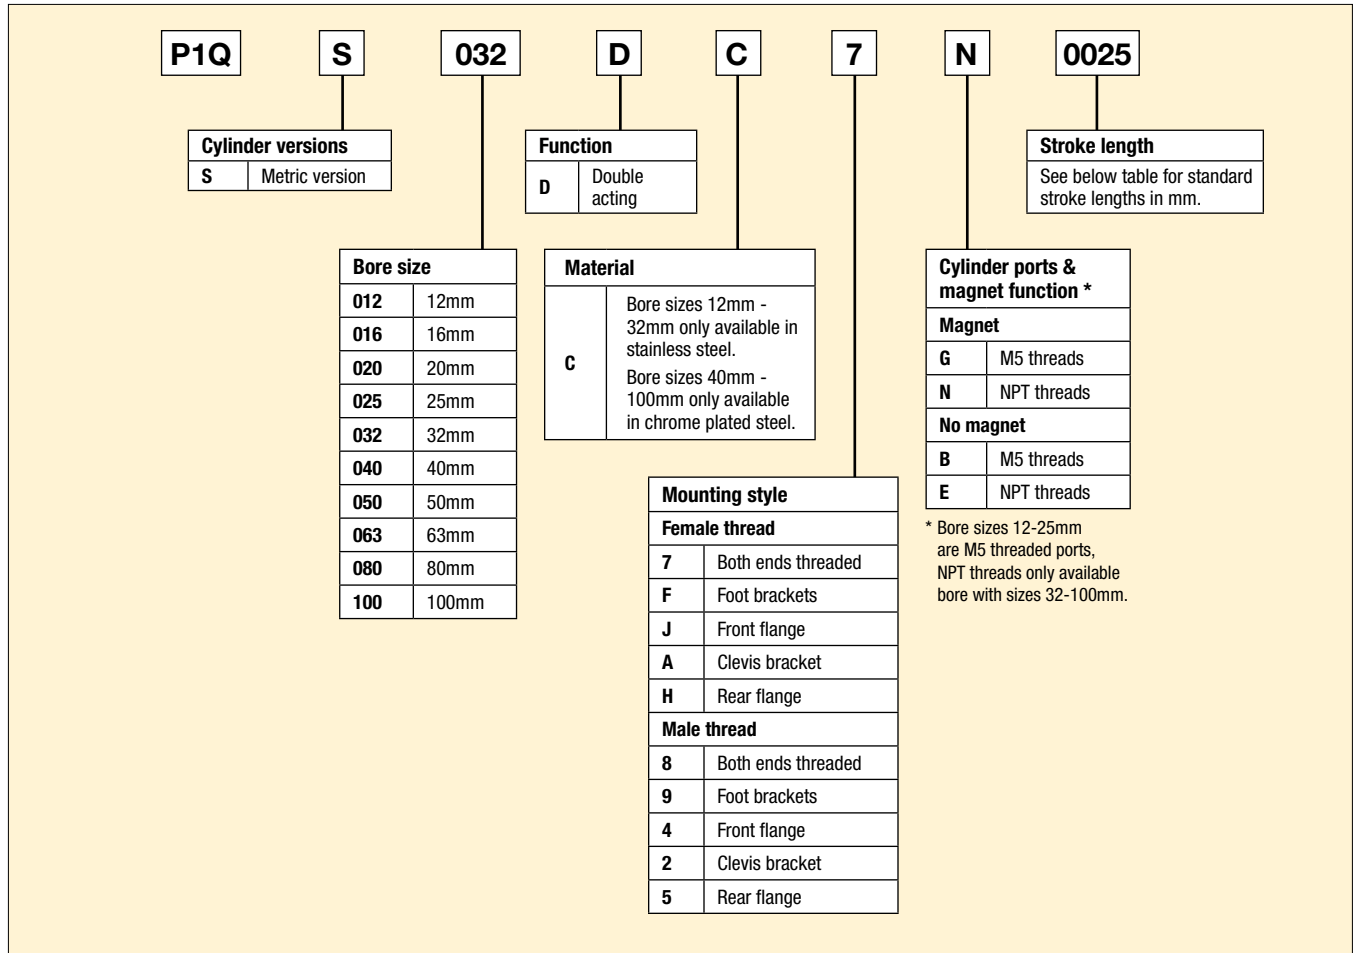 P1Q S 032 D C 7 N 0025
Cylinder versions
S Metric version
Function
D Double
acting
Stroke length
See below table for standard
stroke lengths in mm.
Bore size
012 12mm
016 16mm
020 20mm
025 25mm
032 32mm
040 40mm
050 50mm
063 63mm
080 80mm
100 100mm
Material
C
Bore sizes 12mm -
32mm only available in
stainless steel.
Bore sizes 40mm -
100mm only available
in chrome plated steel.
Cylinder ports &
magnet function *
Magnet
G M5 threads
N NPT threads
No magnet
B M5 threads
E NPT threads
* Bore sizes 12-25mm
are M5 threaded ports,
NPT threads only available
bore with sizes 32-100mm.
Mounting style
Female thread
7 Both ends threaded
F Foot brackets
J Front flange
A Clevis bracket
H Rear flange
Male thread
8 Both ends threaded
9 Foot brackets
4 Front flange
2 Clevis bracket
5 Rear flange